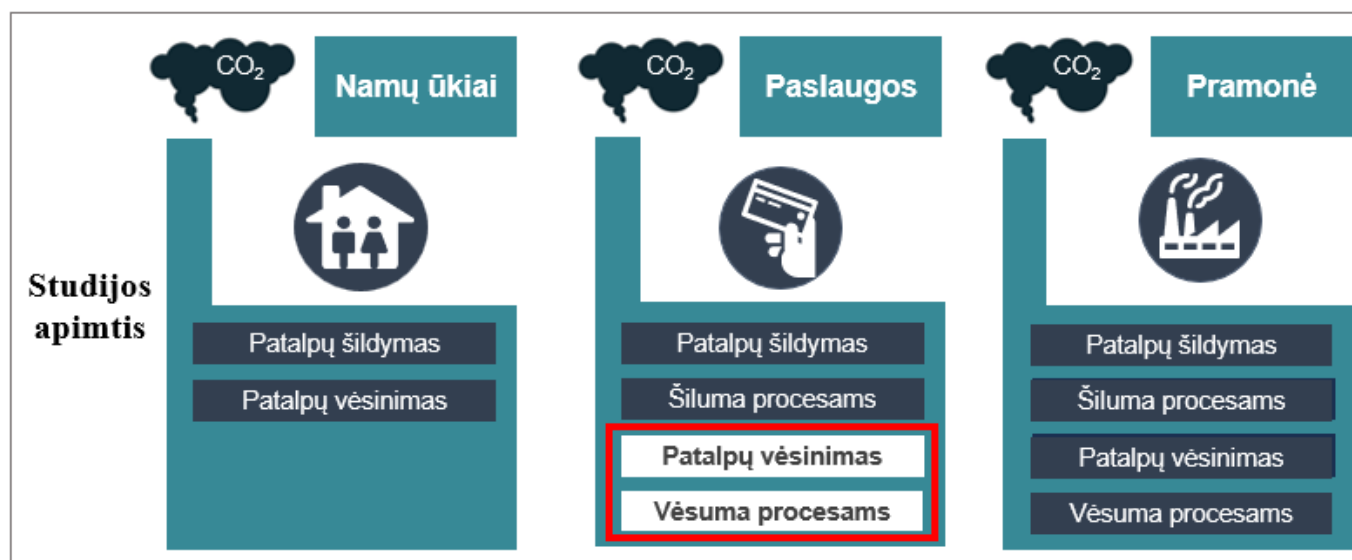 CO₂
Namų ūkiai
CO₂
Paslaugos
CO₂
Pramonė
Studijos
apimtis
Patalpų šildymas
Patalpų vėsinimas
Patalpų šildymas
Šiluma procesams
Patalpų vėsinimas
Vėsuma procesams
Patalpų šildymas
Šiluma procesams
Patalpų vėsinimas
Vėsuma procesams